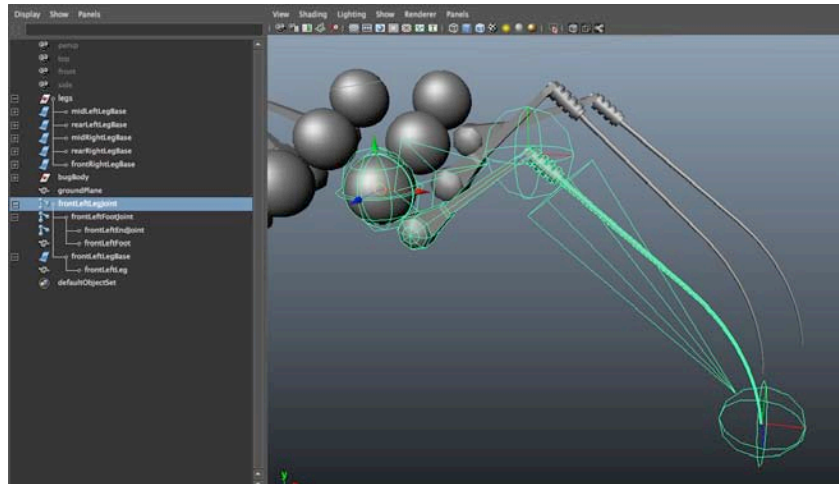 Display Show Panels
View Shading Lighting Show Renderer Panels
persp
top
front
side
legs
midLeftLegBase
rearLeftLegBase
midRightLegBase
rearRightLegBase
frontRightLegBase
bugBody
groundPlane
frontLeftLegJoint
frontLeftFootJoint
frontLeftEndJoint
frontLeftFoot
frontLeftLegBase
frontLeftLeg
defaultObjectSet
y